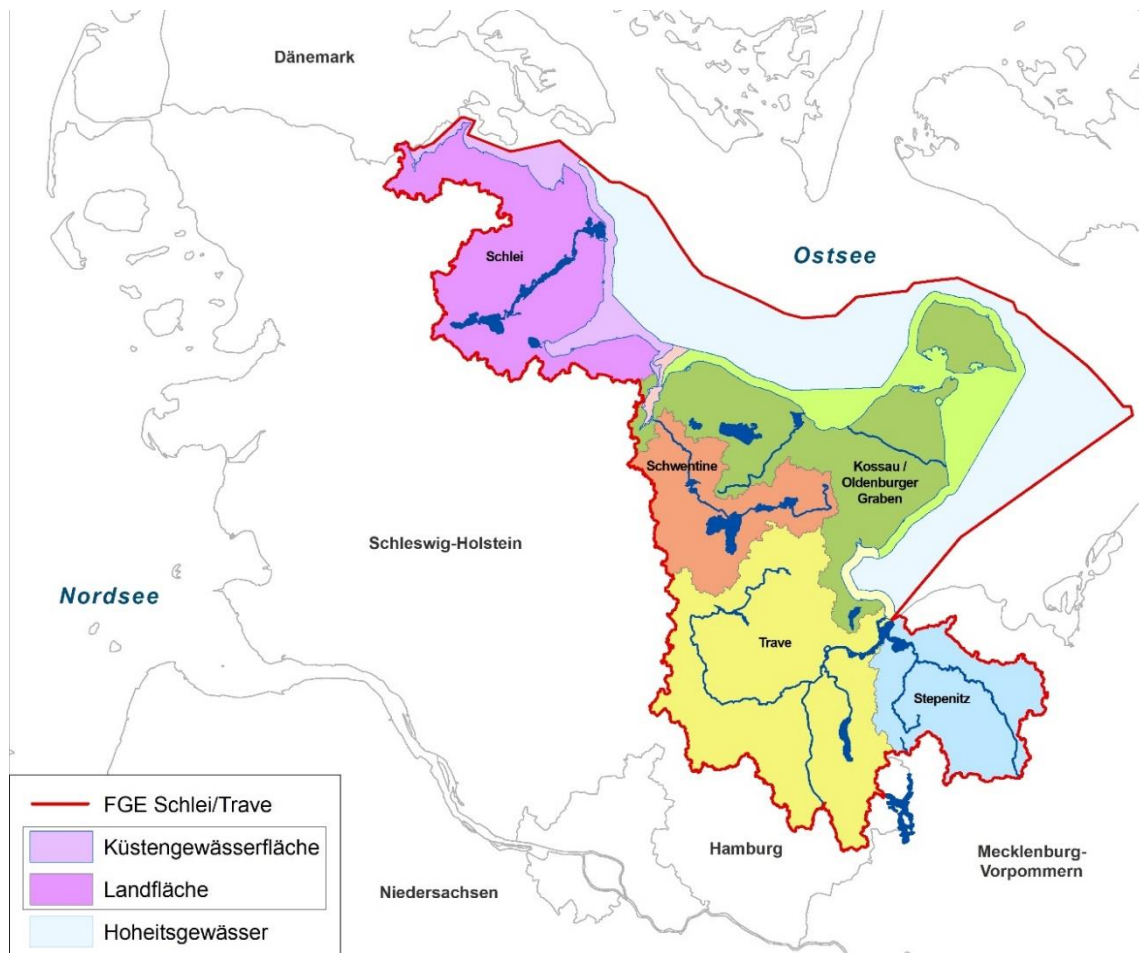 Dänemark
Ostsee
Schlei
Schwentine
Kossau /
Oldenburger
Graben
Schleswig-Holstein
Nordsee
Trave
Stepenitz
Hamburg
Mecklenburg-
Vorpommern
Niedersachsen
FGE Schlei/Trave
Küstengewässerfläche
Landfläche
Hoheitsgewässer